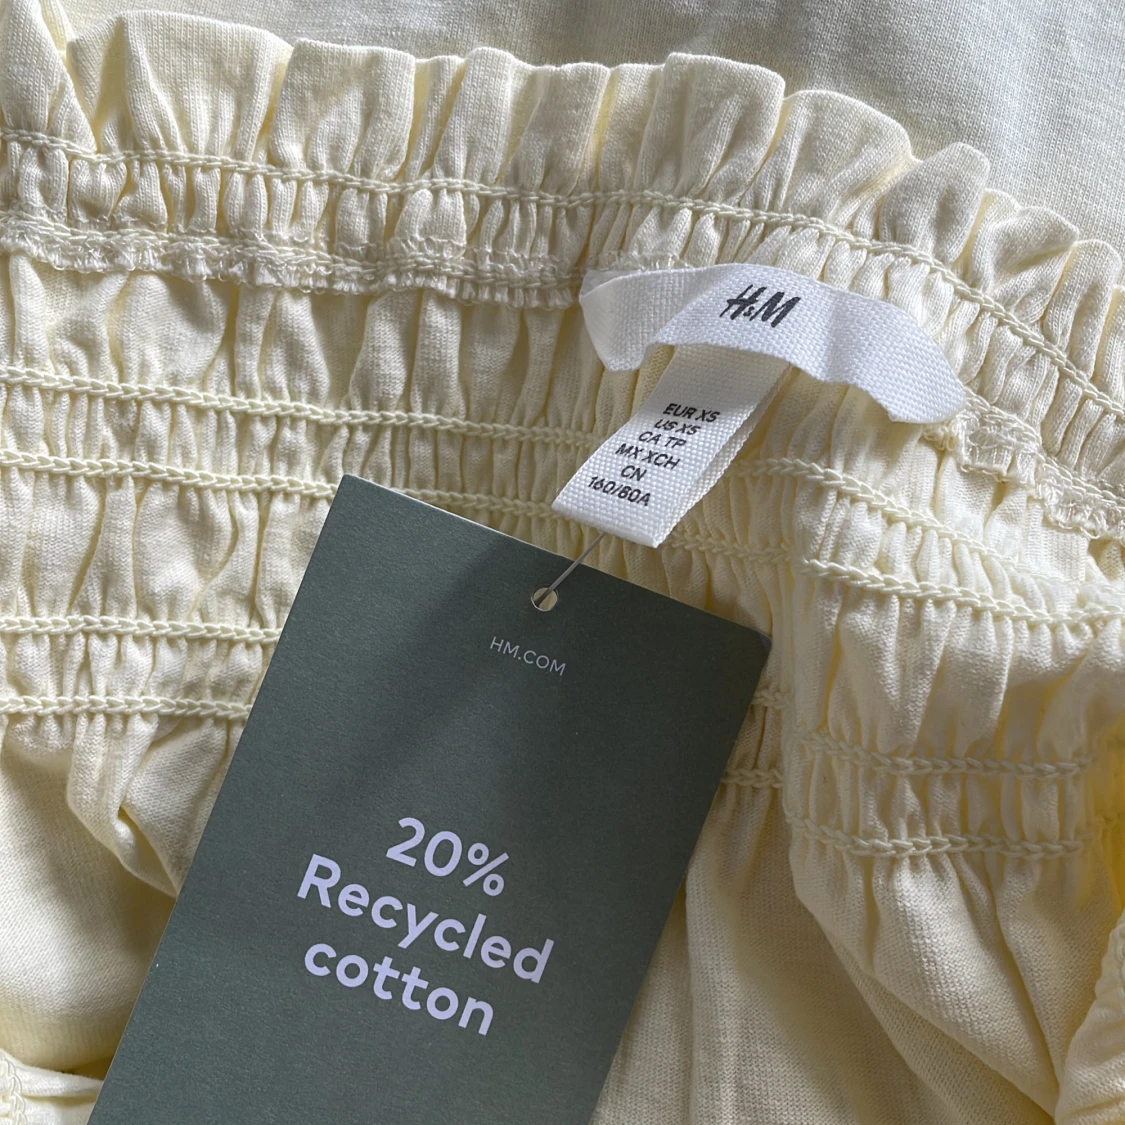 H&M
EUR XS
US XS
CA TP
MX XCH
CN
160/80A
HM.COM
20%
Recycled
cotton